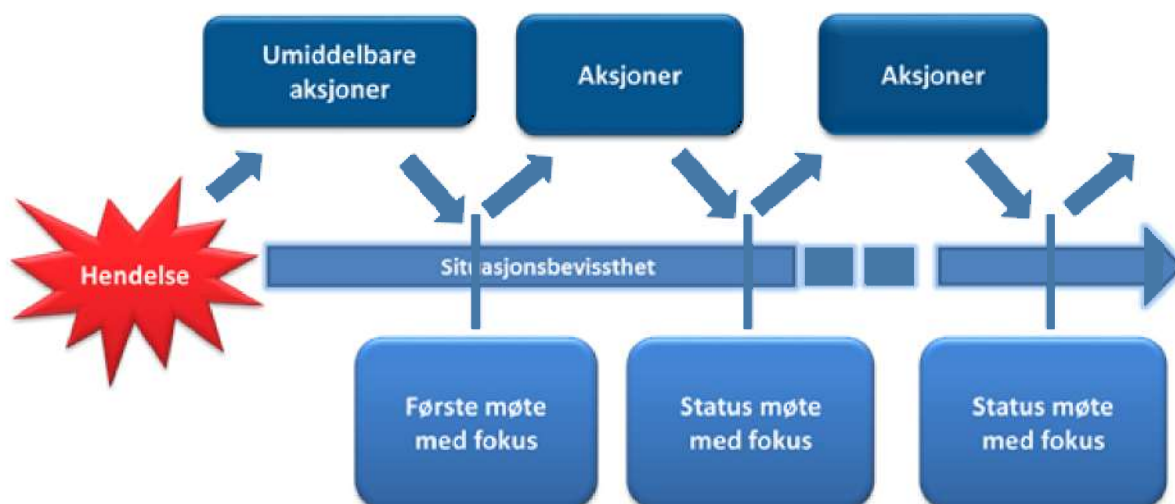 Umiddelbare
aksjoner
Aksjoner
Aksjoner
Hendelse
Situasjonsbevissthet
Første møte
med fokus
Status møte
med fokus
Status møte
med fokus